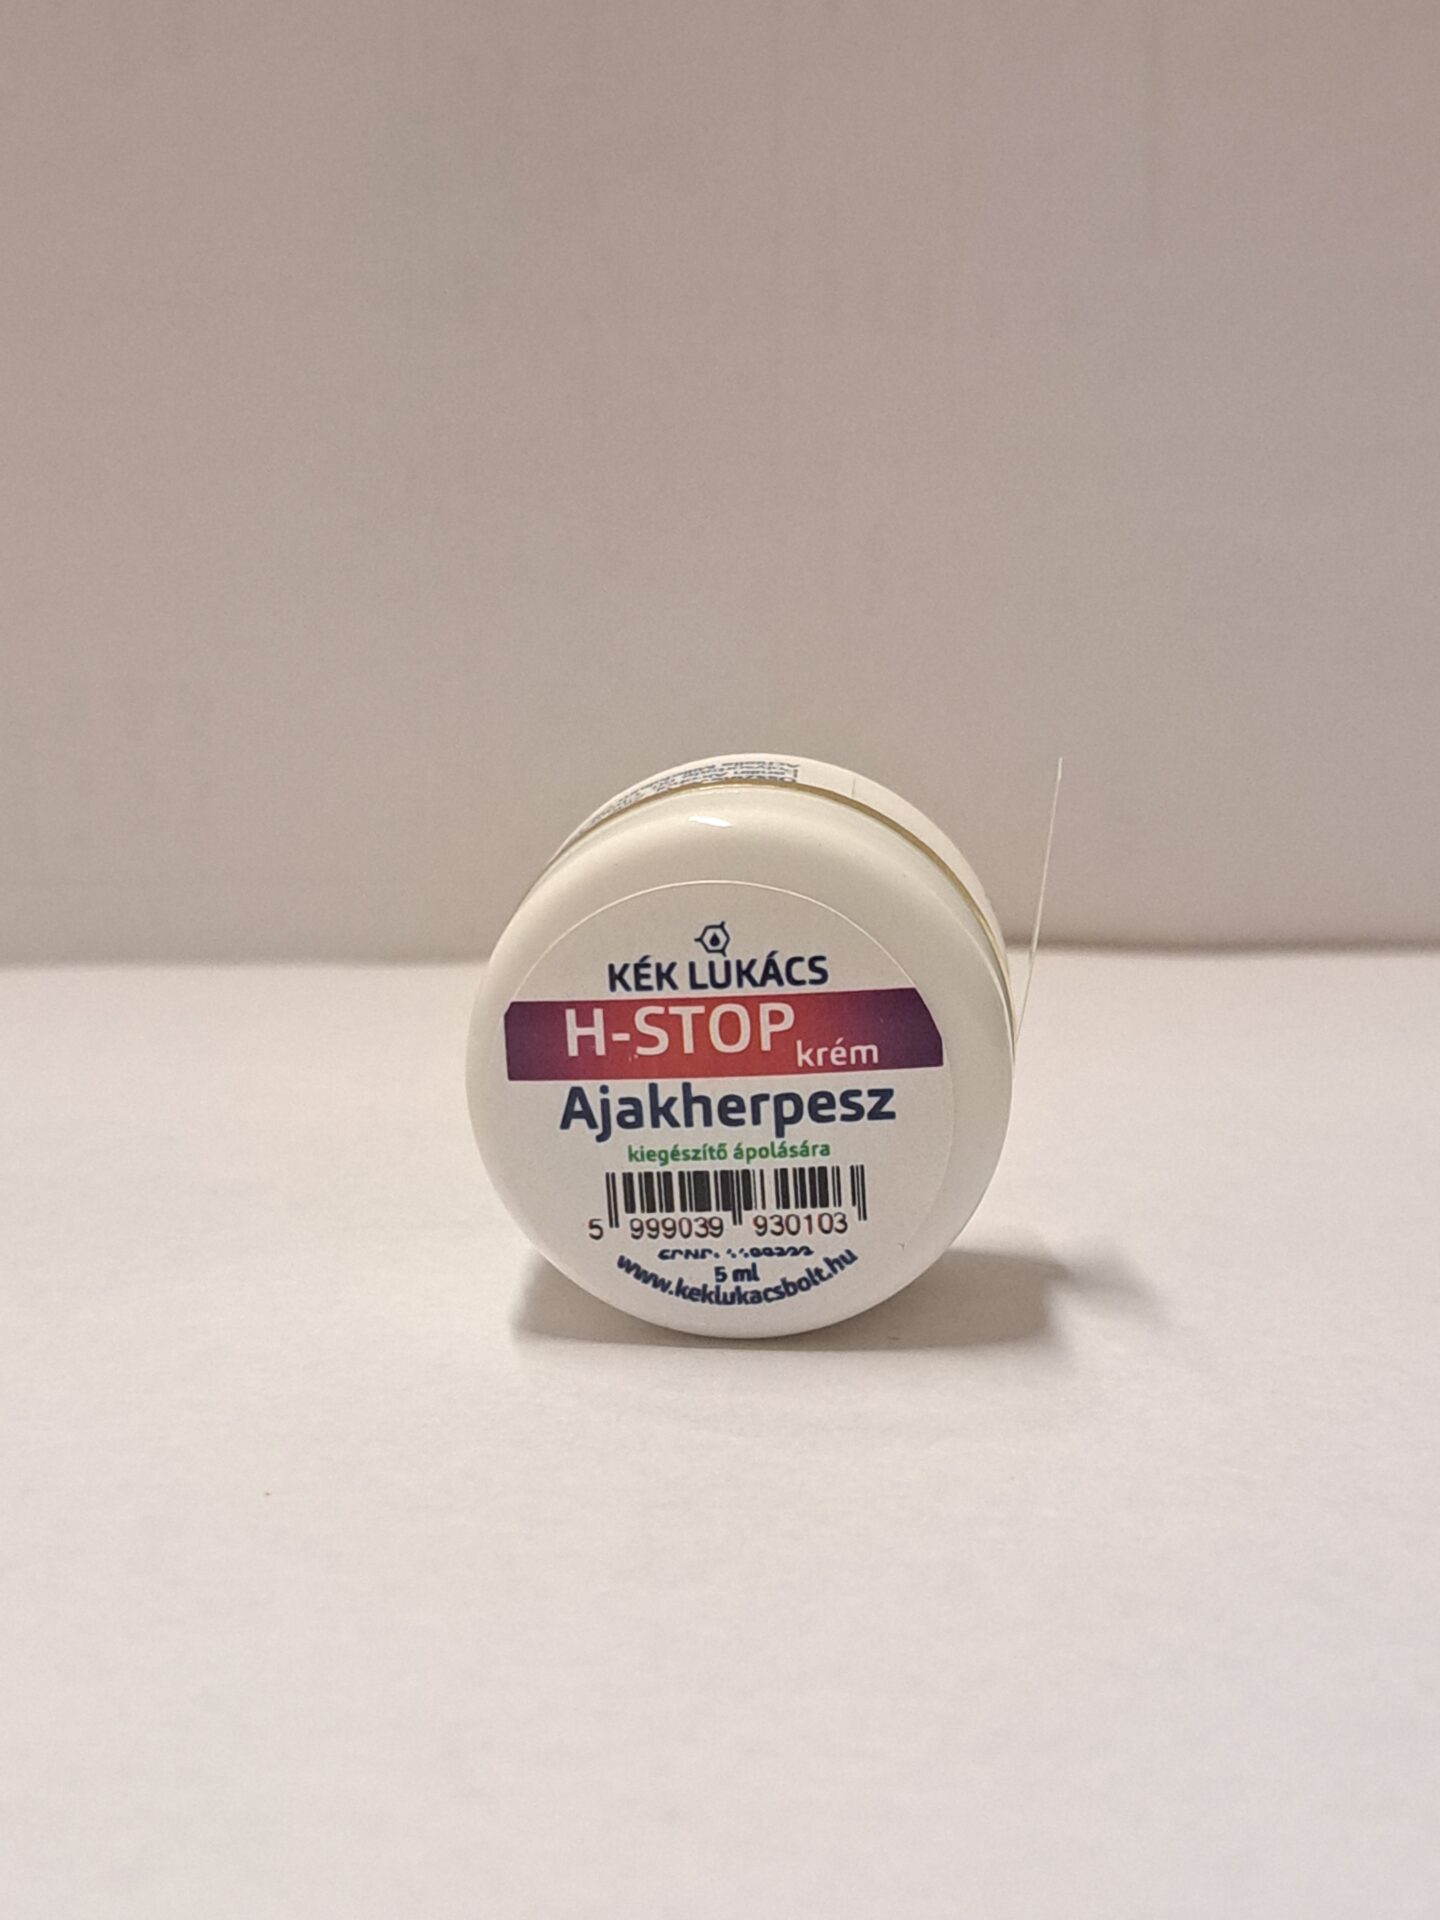 KÉK LUKÁCS
H-STOP krém
Ajakherpesz
kiegészítő ápolására
5 999039 930103
5 ml
www.keklukacsbolt.hu